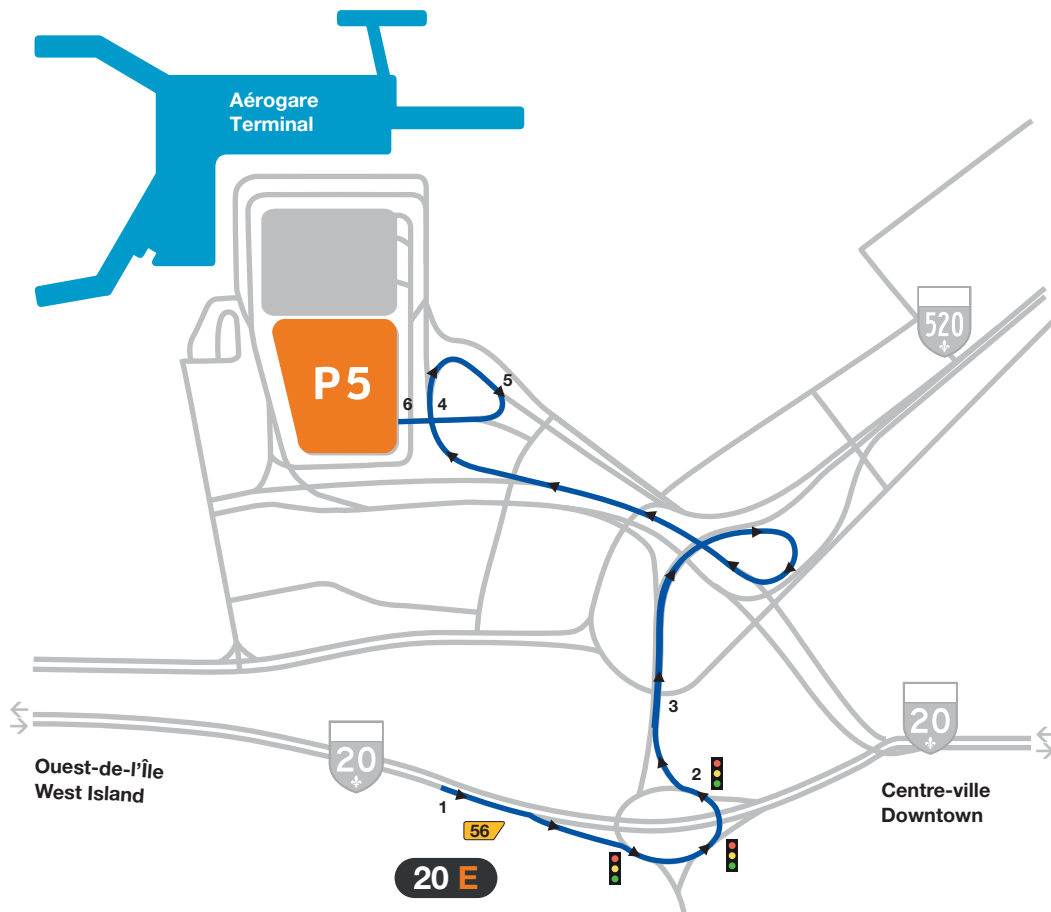 Aérogare
Terminal
520
P5
6
4
5
3
20
20
Ouest-de-l'Île
West Island
1
2
56
Centre-ville
Downtown
20 E